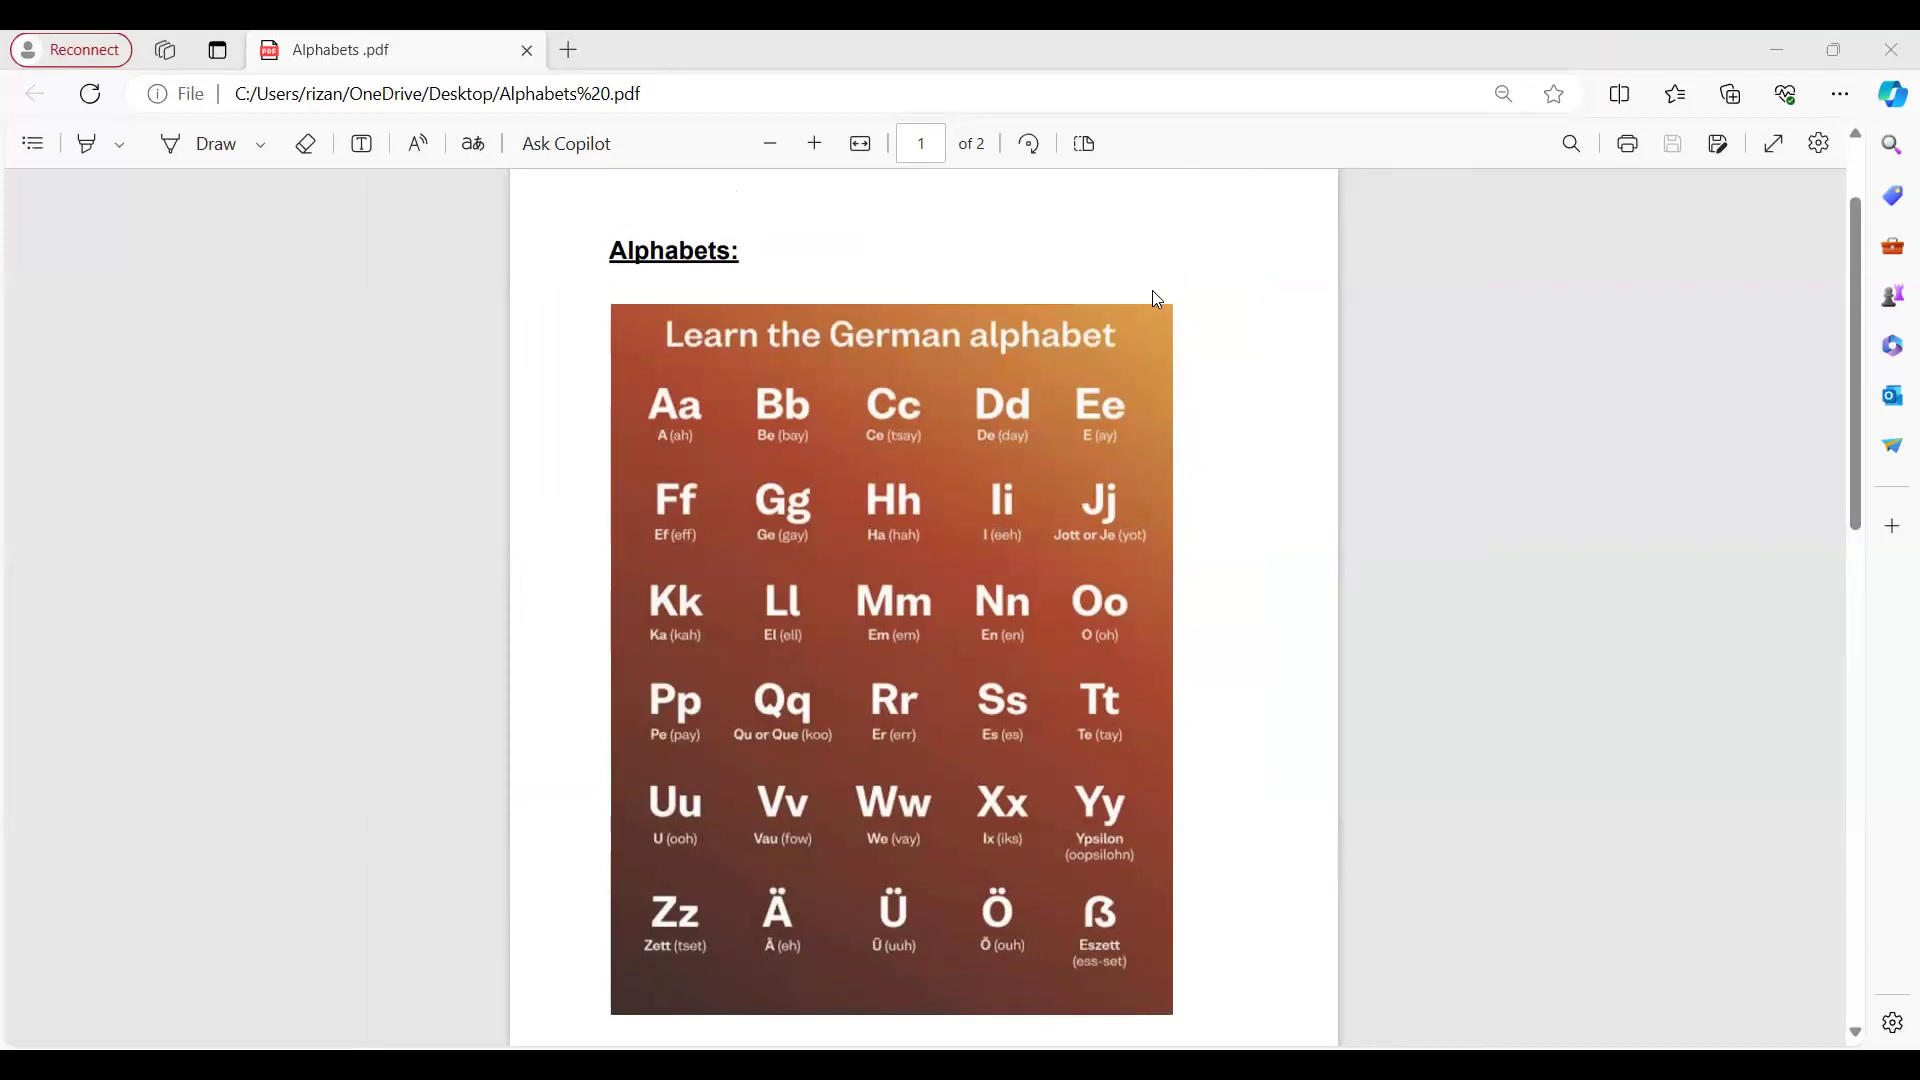 Reconnect
Alphabets .pdf
File
C:/Users/rizan/OneDrive/Desktop/Alphabets%20.pdf
Draw
Ask Copilot
1 of 2
Alphabets:
Learn the German alphabet
Aa Bb Cc Dd Ee
A (ah) Be (bay) Ce (tsay) De (day) E (ay)
Ff Gg Hh Ii Jj
Ef (eff) Ge (gay) Ha (hah) I (eeh) Jott or Je (yot)
Kk Ll Mm Nn Oo
Ka (kah) El (ell) Em (em) En (en) O (oh)
Pp Qq Rr Ss Tt
Pe (pay) Qu or Que (koo) Er (err) Es (es) Te (tay)
Uu Vv Ww Xx Yy
U (ooh) Vau (fow) We (vay) Ix (iks) Ypsilon
(oopsilohn)
Zz Ä Ü Ö ß
Zett (tset) Ä (eh) Ü (uuh) Ö (ouh) Eszett
(ess-set)